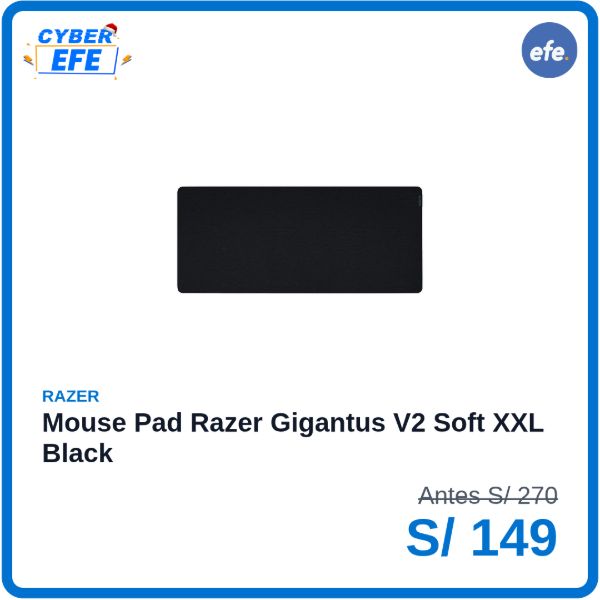 CYBER
EFE
efe.
RAZER
Mouse Pad Razer Gigantus V2 Soft XXL
Black
Antes S/ 270
S/ 149